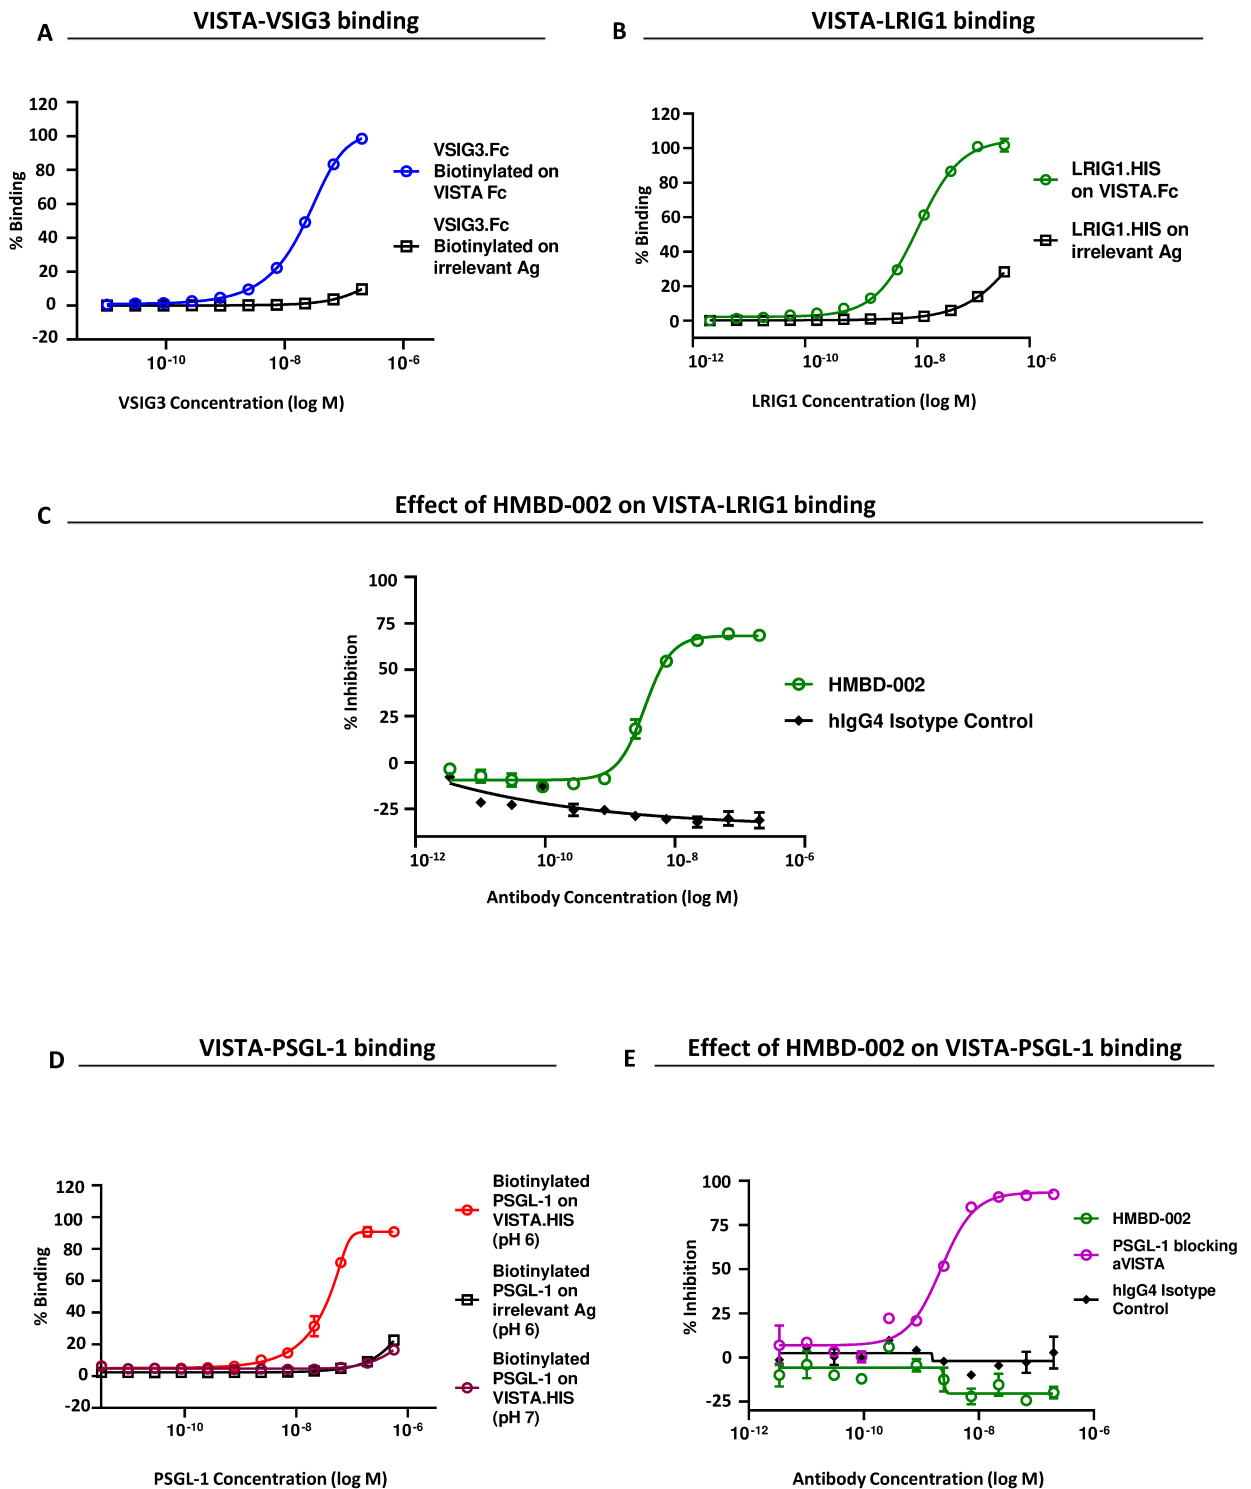 A
VISTA-VSIG3 binding
% Binding
120
100
80
60
40
20
0
-20
10-10
10-8
10-6
VSIG3 Concentration (log M)
VSIG3.Fc
Biotinylated on
VISTA Fc
VSIG3.Fc
Biotinylated on
irrelevant Ag
B
VISTA-LRIG1 binding
% Binding
120
100
80
60
40
20
0
10-12
10-10
10-8
10-6
LRIG1 Concentration (log M)
LRIG1.HIS
on VISTA.Fc
LRIG1.HIS on
irrelevant Ag
C
Effect of HMBD-002 on VISTA-LRIG1 binding
% Inhibition
100
75
50
25
0
-25
10-12
10-10
10-8
10-6
Antibody Concentration (log M)
HMBD-002
hIgG4 Isotype Control
D
VISTA-PSGL-1 binding
% Binding
120
100
80
60
40
20
0
-20
10-10
10-8
10-6
PSGL-1 Concentration (log M)
Biotinylated
PSGL-1 on
VISTA.HIS
(pH 6)
Biotinylated
PSGL-1 on
irrelevant Ag
(pH 6)
Biotinylated
PSGL-1 on
VISTA.HIS
(pH 7)
E
Effect of HMBD-002 on VISTA-PSGL-1 binding
% Inhibition
100
75
50
25
0
-25
10-12
10-10
10-8
10-6
Antibody Concentration (log M)
HMBD-002
PSGL-1 blocking
aVISTA
hIgG4 Isotype
Control